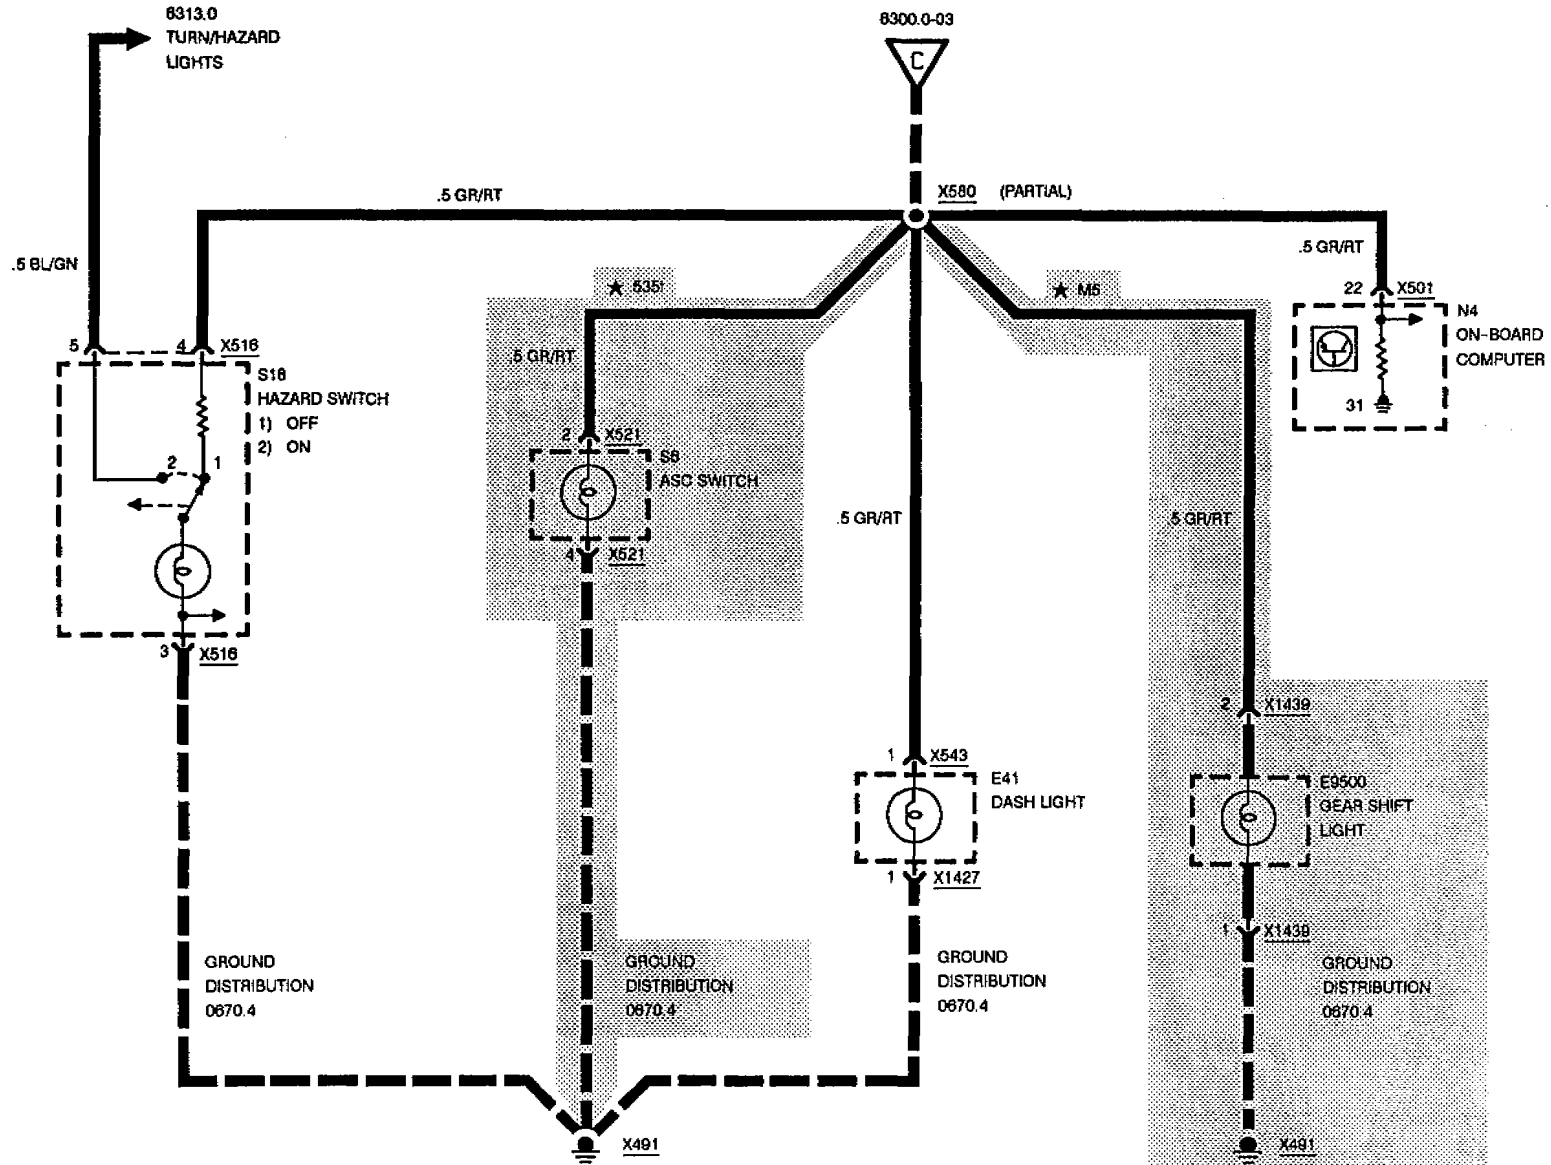 6313.0
TURN/HAZARD
LIGHTS
6300.0-03
C
X580 (PARTIAL)
.5 GR/RT
.5 GR/RT
.5 BL/GN
★ 535i
★ M5
22 X501
N4
ON-BOARD
COMPUTER
31
5 4 X516
S18
HAZARD SWITCH
1) OFF
2) ON
2 1
.5 GR/RT
2 X521
S6
ASC SWITCH
4 X521
.5 GR/RT
.5 GR/RT
3 X516
2 X1439
1 X543
E41
DASH LIGHT
E9500
GEAR SHIFT
LIGHT
1 X1427
1 X1439
GROUND
DISTRIBUTION
0670.4
GROUND
DISTRIBUTION
0670.4
GROUND
DISTRIBUTION
0670.4
GROUND
DISTRIBUTION
0670.4
X491
X491